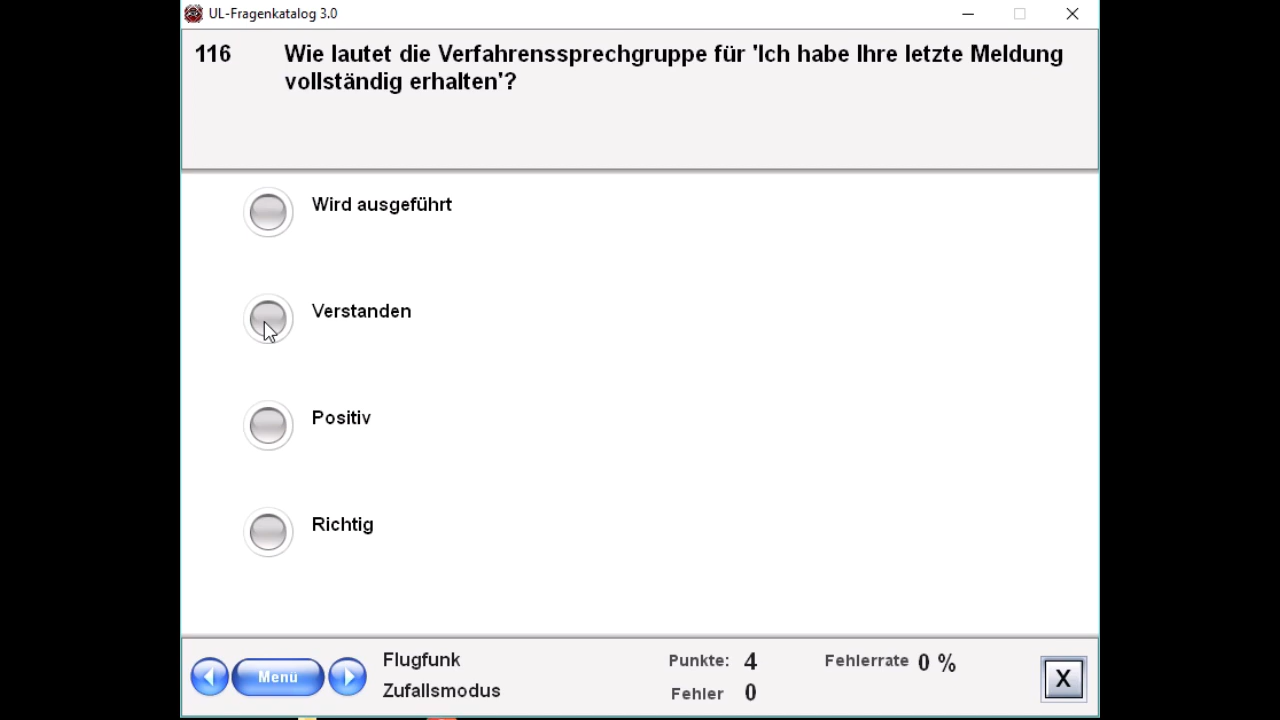 UL-Fragenkatalog 3.0
116 Wie lautet die Verfahrenssprechgruppe für 'Ich habe Ihre letzte Meldung
vollständig erhalten'?
Wird ausgeführt
Verstanden
Positiv
Richtig
Menü
Flugfunk
Zufallsmodus
Punkte: 4
Fehler 0
Fehlerrate 0 %
X